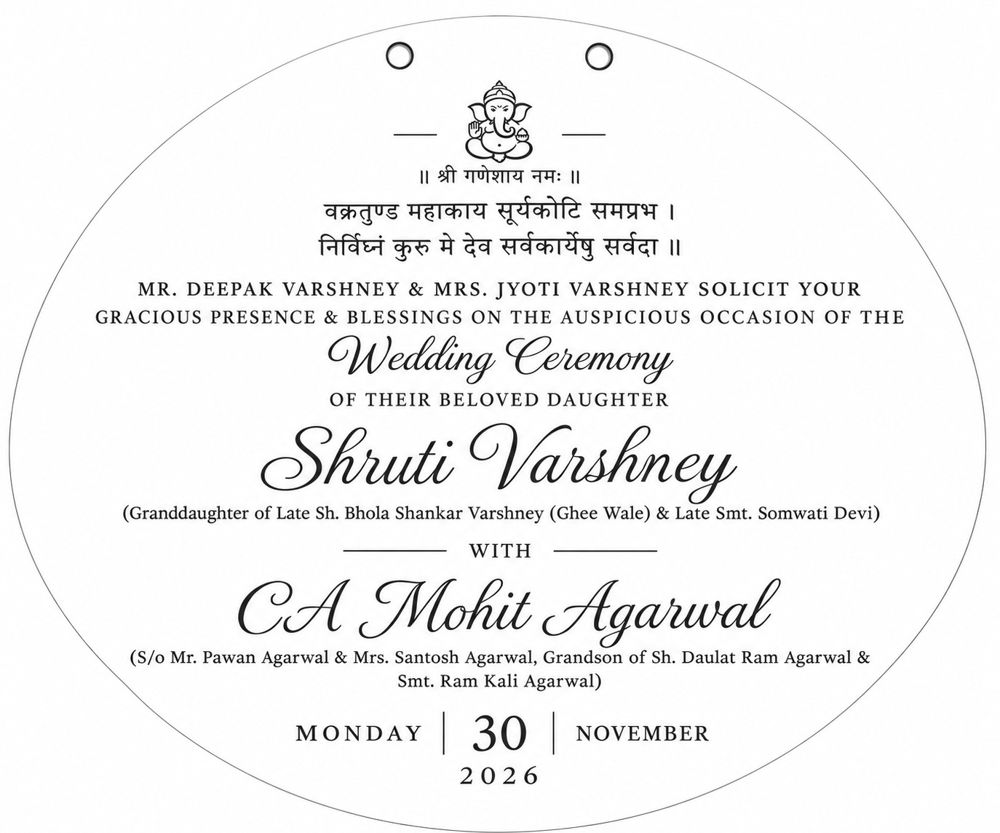 ॥ श्री गणेशाय नमः ॥
वक्रतुण्ड महाकाय सूर्यकोटि समप्रभ ।
निर्विघ्नं कुरु मे देव सर्वकार्येषु सर्वदा ॥
MR. DEEPAK VARSHNEY & MRS. JYOTI VARSHNEY SOLICIT YOUR
GRACIOUS PRESENCE & BLESSINGS ON THE AUSPICIOUS OCCASION OF THE
Wedding Ceremony
OF THEIR BELOVED DAUGHTER
Shruti Varshney
(Granddaughter of Late Sh. Bhola Shankar Varshney (Ghee Wale) & Late Smt. Somwati Devi)
WITH
CA Mohit Agarwal
(S/o Mr. Pawan Agarwal & Mrs. Santosh Agarwal, Grandson of Sh. Daulat Ram Agarwal &
Smt. Ram Kali Agarwal)
MONDAY | 30 | NOVEMBER
2026